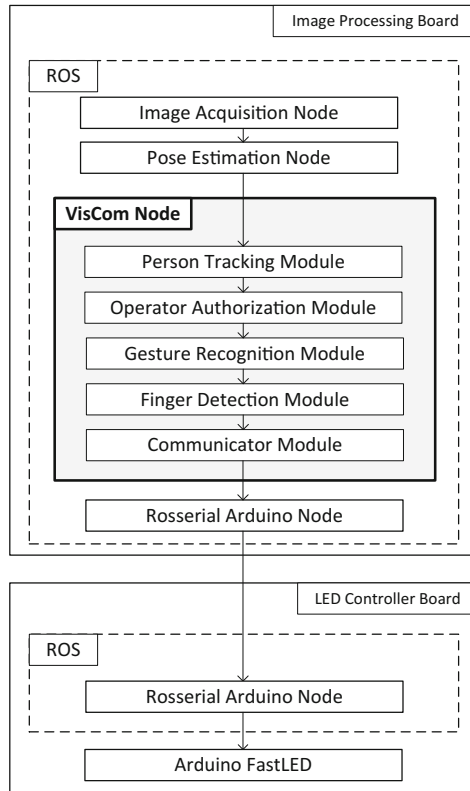 Image Processing Board
ROS
Image Acquisition Node
Pose Estimation Node
VisCom Node
Person Tracking Module
Operator Authorization Module
Gesture Recognition Module
Finger Detection Module
Communicator Module
Rosserial Arduino Node
LED Controller Board
ROS
Rosserial Arduino Node
Arduino FastLED